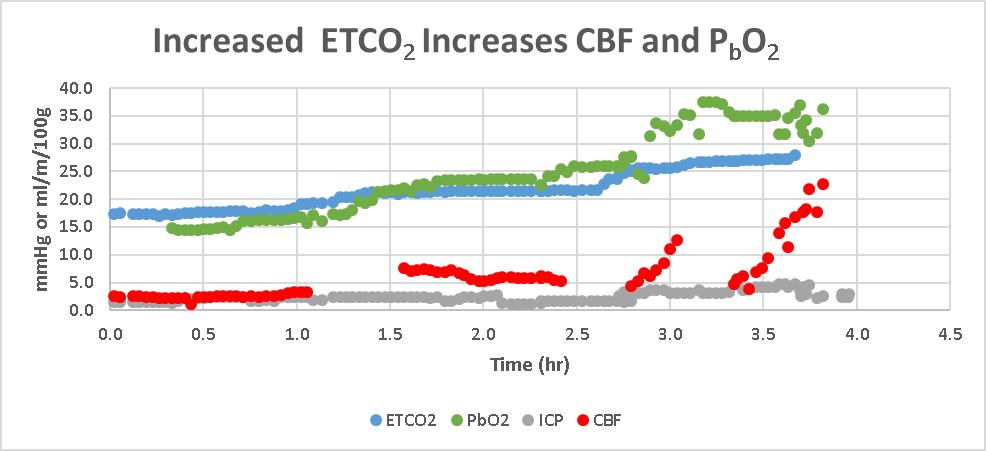 Increased ETCO₂ Increases CBF and PbO₂
mmHg or ml/m/100g
40.0
35.0
30.0
25.0
20.0
15.0
10.0
5.0
0.0
0.0 0.5 1.0 1.5 2.0 2.5 3.0 3.5 4.0 4.5
Time (hr)
ETCO2 PbO2 ICP CBF